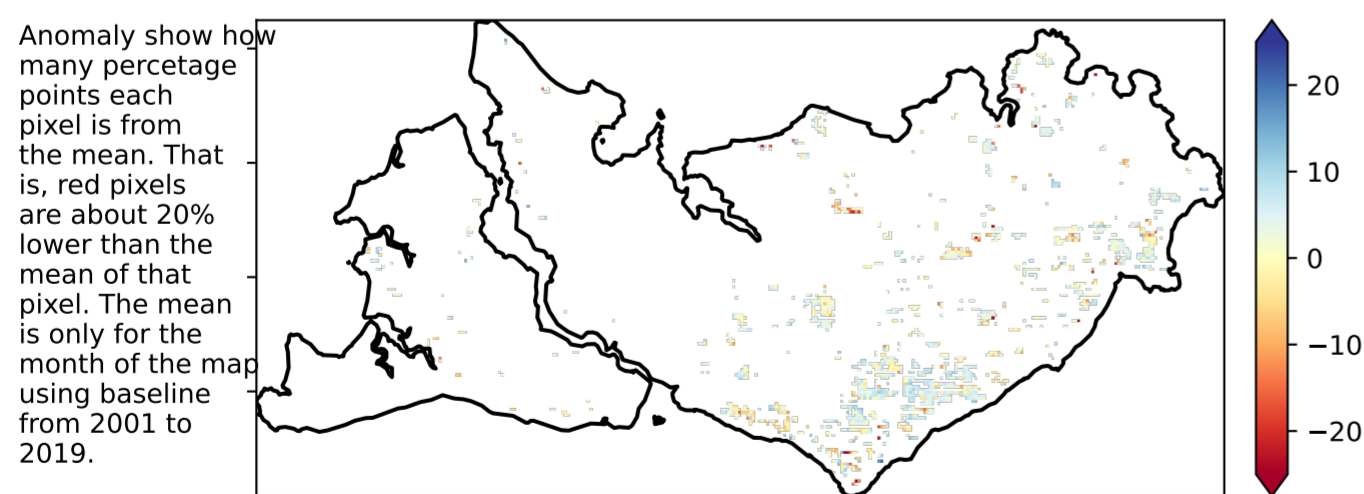 Anomaly show how
many percetage
points each
pixel is from
the mean. That
is, red pixels
are about 20%
lower than the
mean of that
pixel. The mean
is only for the
month of the map
using baseline
from 2001 to
2019.
20
10
0
−10
−20